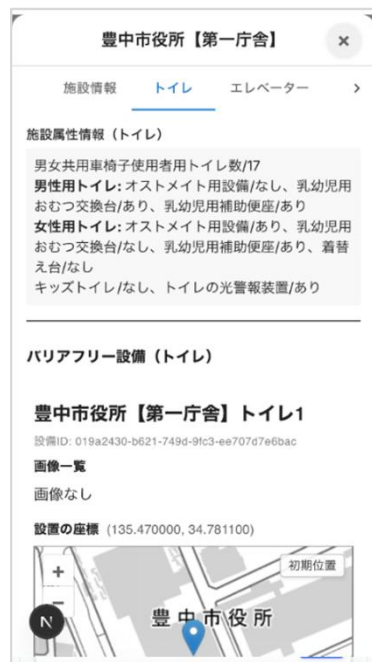 豊中市役所【第一庁舎】
×
施設情報 トイレ エレベーター >
施設属性情報（トイレ）
男女共用車椅子使用者用トイレ数/17
男性用トイレ: オストメイト用設備/なし、乳幼児用
おむつ交換台/あり、乳幼児用補助便座/あり
女性用トイレ: オストメイト用設備/あり、乳幼児用
おむつ交換台/なし、乳幼児用補助便座/あり、着替
え台/なし
キッズトイレ/なし、トイレの光警報装置/あり
バリアフリー設備（トイレ）
豊中市役所【第一庁舎】トイレ1
設備ID: 019a2430-b621-749d-9fc3-ee707d7e6bac
画像一覧
画像なし
設置の座標 (135.470000, 34.781100)
+
初期位置
−
N
豊中市役所